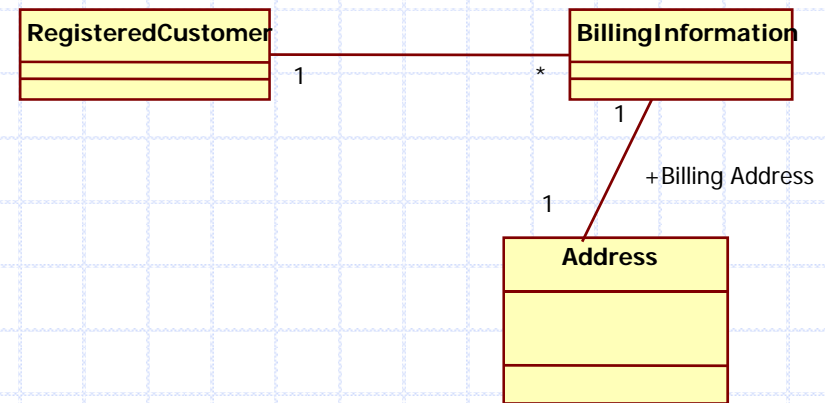 RegisteredCustomer
BillingInformation
1
*
1
+Billing Address
1
Address